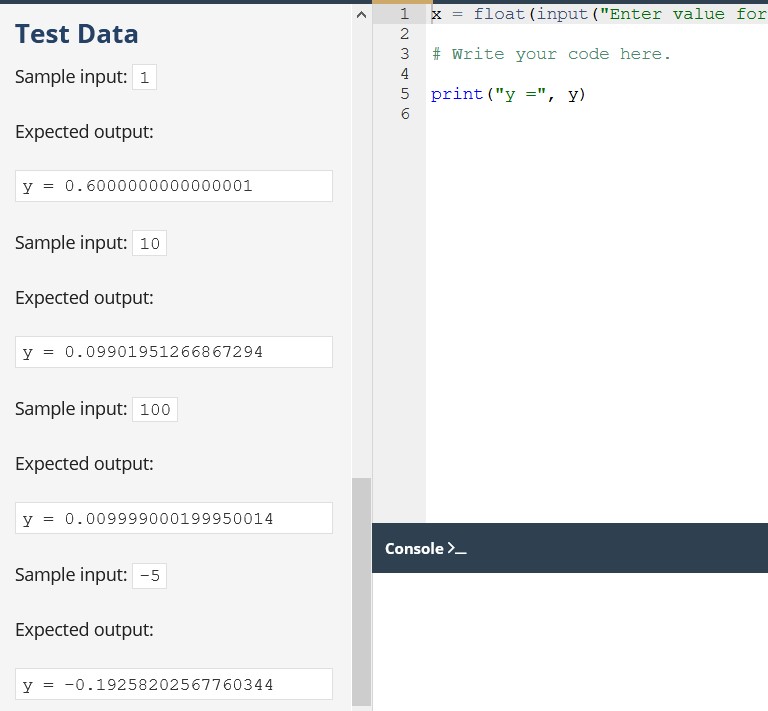 Test Data
Sample input: 1
Expected output:
y = 0.6000000000000001
Sample input: 10
Expected output:
y = 0.09901951266867294
Sample input: 100
Expected output:
y = 0.009999000199950014
Sample input: -5
Expected output:
y = -0.19258202567760344
1 x = float(input("Enter value for
2
3 # Write your code here.
4
5 print("y =", y)
6
Console >_